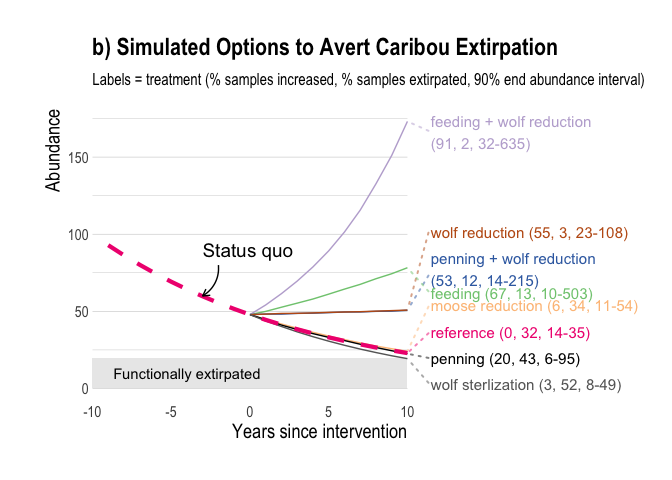 b) Simulated Options to Avert Caribou Extirpation
Labels = treatment (% samples increased, % samples extirpated, 90% end abundance interval)
Abundance
150
100
50
0
feeding + wolf reduction
(91, 2, 32-635)
wolf reduction (55, 3, 23-108)
penning + wolf reduction
(53, 12, 14-215)
feeding (67, 13, 10-503)
moose reduction (6, 34, 11-54)
reference (0, 32, 14-35)
penning (20, 43, 6-95)
wolf sterlization (3, 52, 8-49)
Status quo
Functionally extirpated
-10 -5 0 5 10
Years since intervention